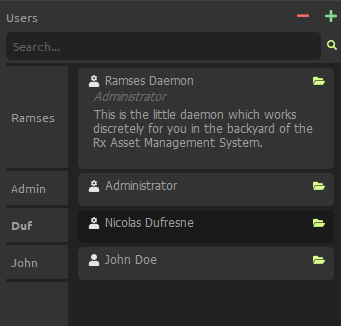 Users
Search...
Ramses
Ramses Daemon
Administrator
This is the little daemon which works
discretely for you in the backyard of the
Rx Asset Management System.
Admin
Administrator
Duf
Nicolas Dufresne
John
John Doe